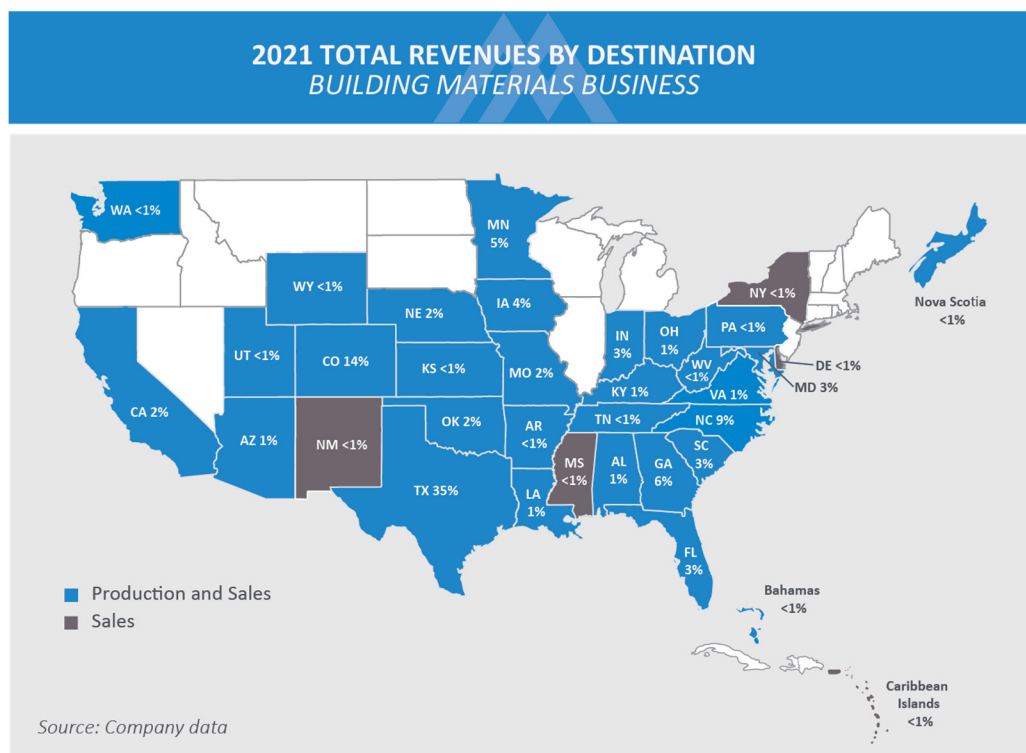 2021 TOTAL REVENUES BY DESTINATION
BUILDING MATERIALS BUSINESS
WA <1%
MN
5%
WY <1%
NY <1%
Nova Scotia
<1%
IA 4%
NE 2%
IN
3%
OH
1%
PA <1%
UT <1%
CO 14%
KS <1%
MO 2%
WV
<1%
DE <1%
MD 3%
KY 1%
VA 1%
CA 2%
AZ 1%
NM <1%
OK 2%
AR
<1%
TN <1%
NC 9%
SC
3%
MS
<1%
AL
1%
GA
6%
TX 35%
LA
1%
FL
3%
Production and Sales
Sales
Bahamas
<1%
Caribbean
Islands
<1%
Source: Company data